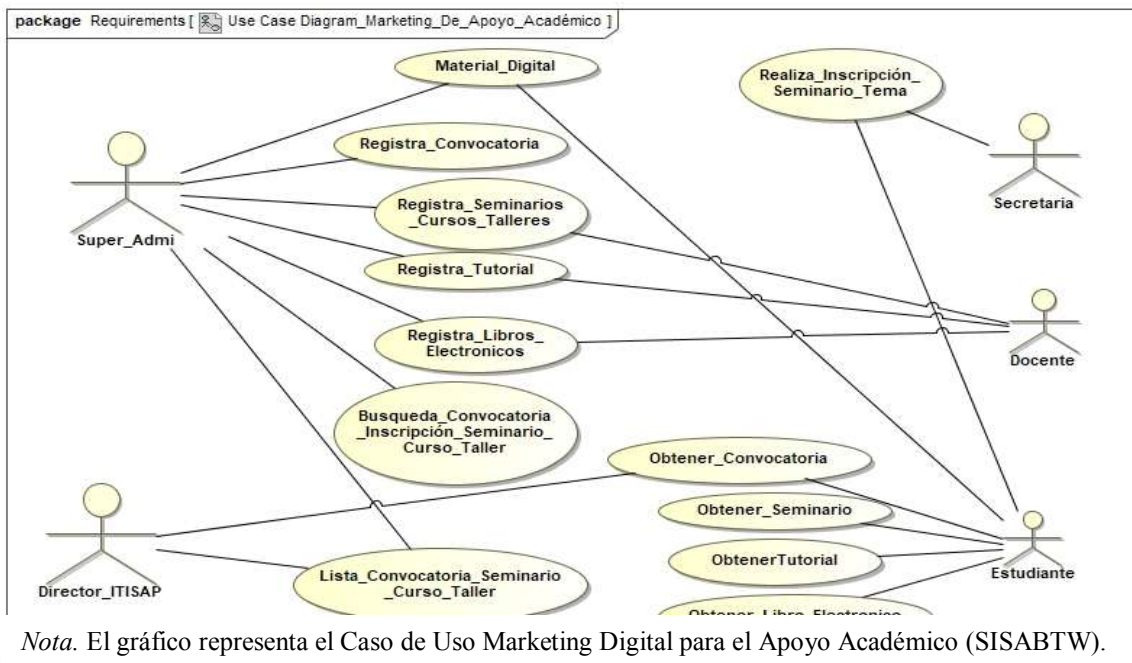 package Requirements [ Use Case Diagram_Marketing_De_Apoyo_Académico ]
Material_Digital
Realiza_Inscripción_
Seminario_Tema
Registra_Convocatoria
Secretaria
Registra_Seminarios
_Cursos_Talleres
Super_Admi
Registra_Tutorial
Registra_Libros_
Electronicos
Docente
Busqueda_Convocatoria
_Inscripción_Seminario_
Curso_Taller
Obtener_Convocatoria
Obtener_Seminario
ObtenerTutorial
Estudiante
Director_ITISAP
Lista_Convocatoria_Seminario
_Curso_Taller
Obtener_Libro_Electronico
Nota. El gráfico representa el Caso de Uso Marketing Digital para el Apoyo Académico (SISABTW).